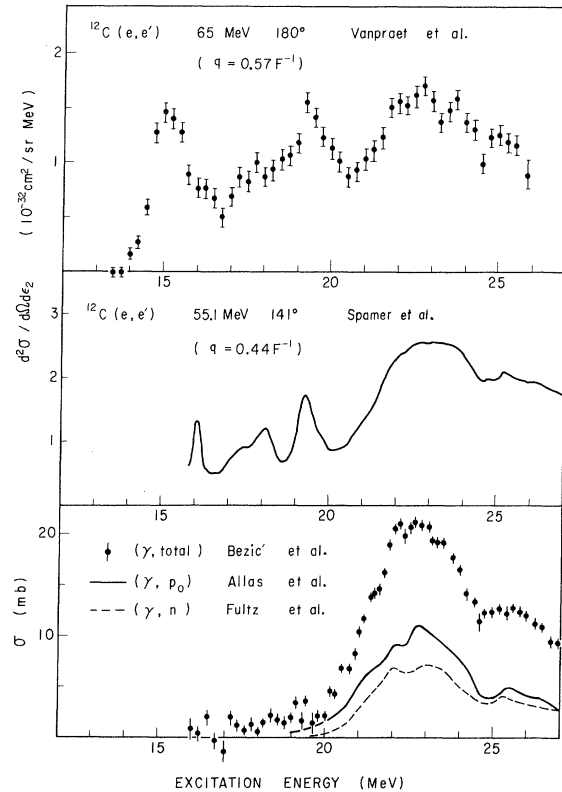 ¹²C (e,e′) 65 MeV 180° Vanpraet et al.
( q = 0.57 F⁻¹ )
2
1
( 10⁻³² cm² / sr MeV )
15 20 25
¹²C (e,e′) 55.1 MeV 141° Spamer et al.
( q = 0.44 F⁻¹ )
3
2
1
d²σ / dΩdϵ₂
15 20 25
20
10
σ (mb)
(γ, total) Bezić et al.
(γ, p₀) Allas et al.
(γ, n) Fultz et al.
15 20 25
EXCITATION ENERGY (MeV)